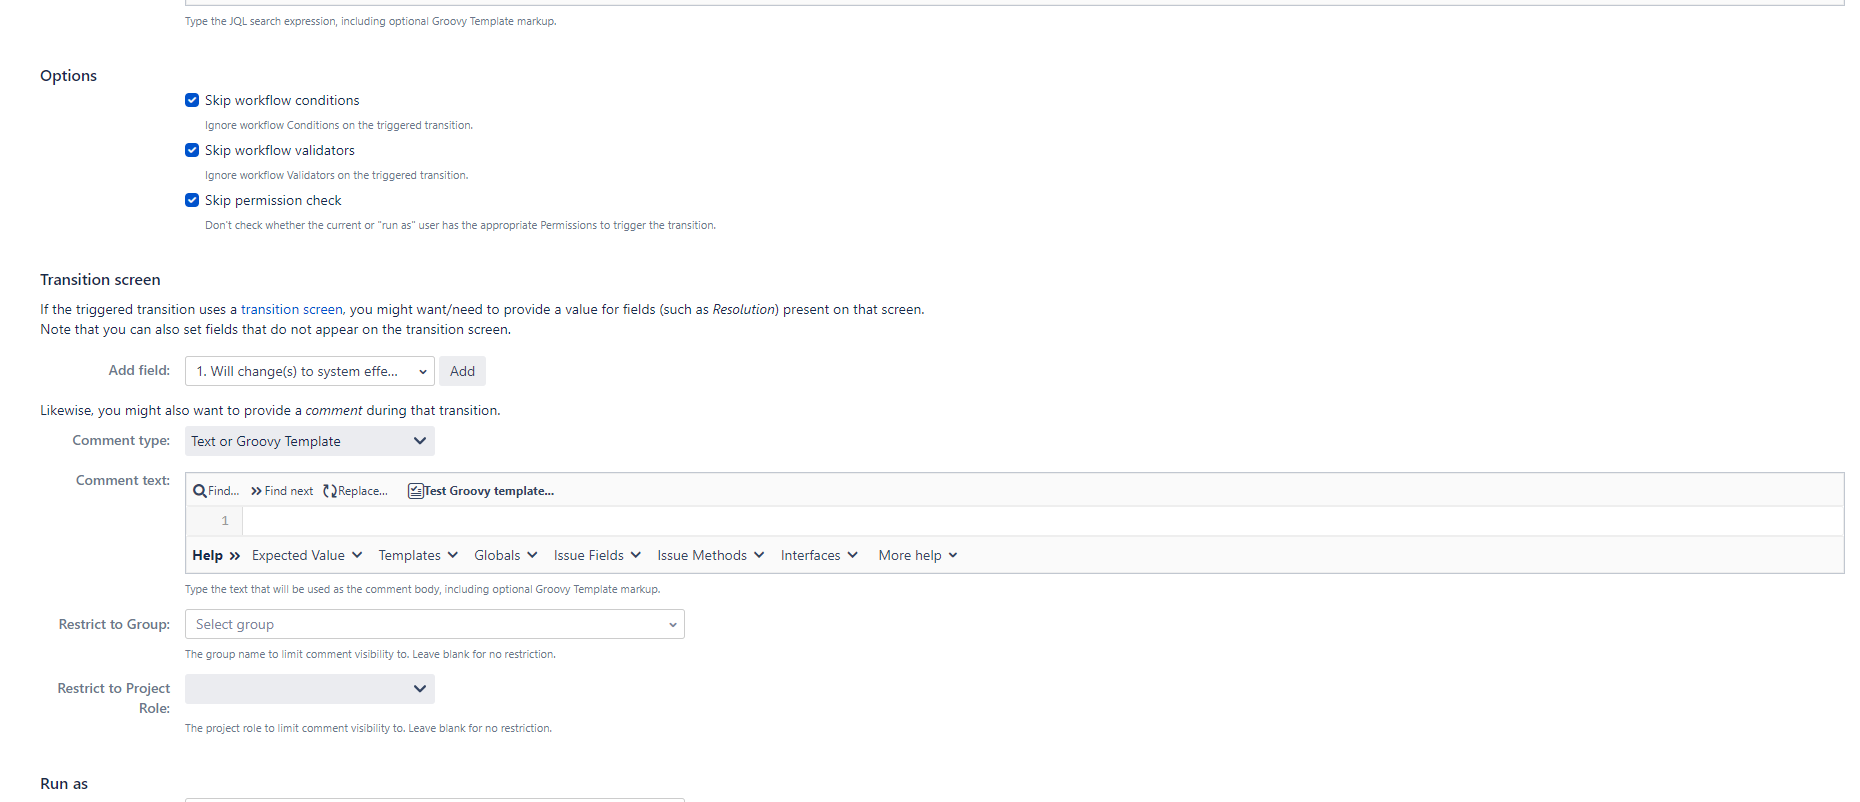 Type the JQL search expression, including optional Groovy Template markup.
Options
Skip workflow conditions
Ignore workflow Conditions on the triggered transition.
Skip workflow validators
Ignore workflow Validators on the triggered transition.
Skip permission check
Don't check whether the current or "run as" user has the appropriate Permissions to trigger the transition.
Transition screen
If the triggered transition uses a transition screen, you might want/need to provide a value for fields (such as Resolution) present on that screen.
Note that you can also set fields that do not appear on the transition screen.
Add field: 1. Will change(s) to system effe... Add
Likewise, you might also want to provide a comment during that transition.
Comment type: Text or Groovy Template
Comment text: Find... Find next Replace... Test Groovy template...
1
Help Expected Value Templates Globals Issue Fields Issue Methods Interfaces More help
Type the text that will be used as the comment body, including optional Groovy Template markup.
Restrict to Group: Select group
The group name to limit comment visibility to. Leave blank for no restriction.
Restrict to Project
Role:
The project role to limit comment visibility to. Leave blank for no restriction.
Run as